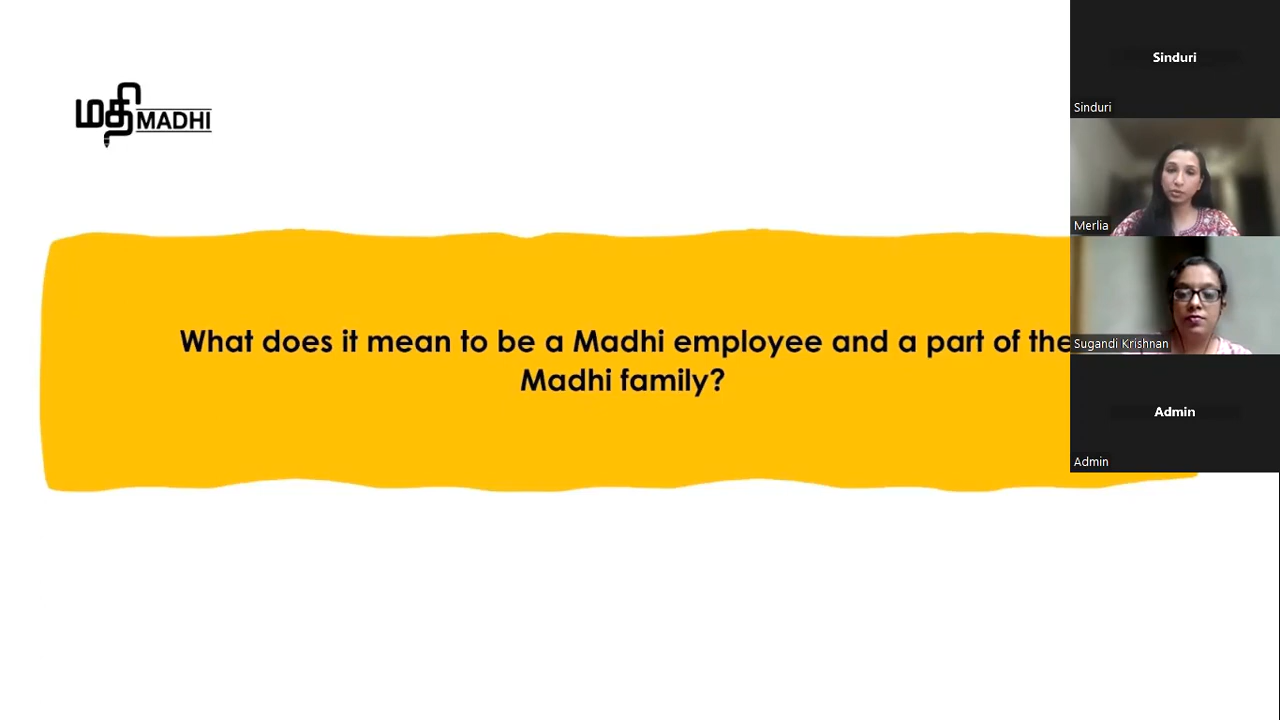 மதி MADHI
What does it mean to be a Madhi employee and a part of the
Madhi family?
Sinduri
Sinduri
Merlia
Sugandi Krishnan
Admin
Admin